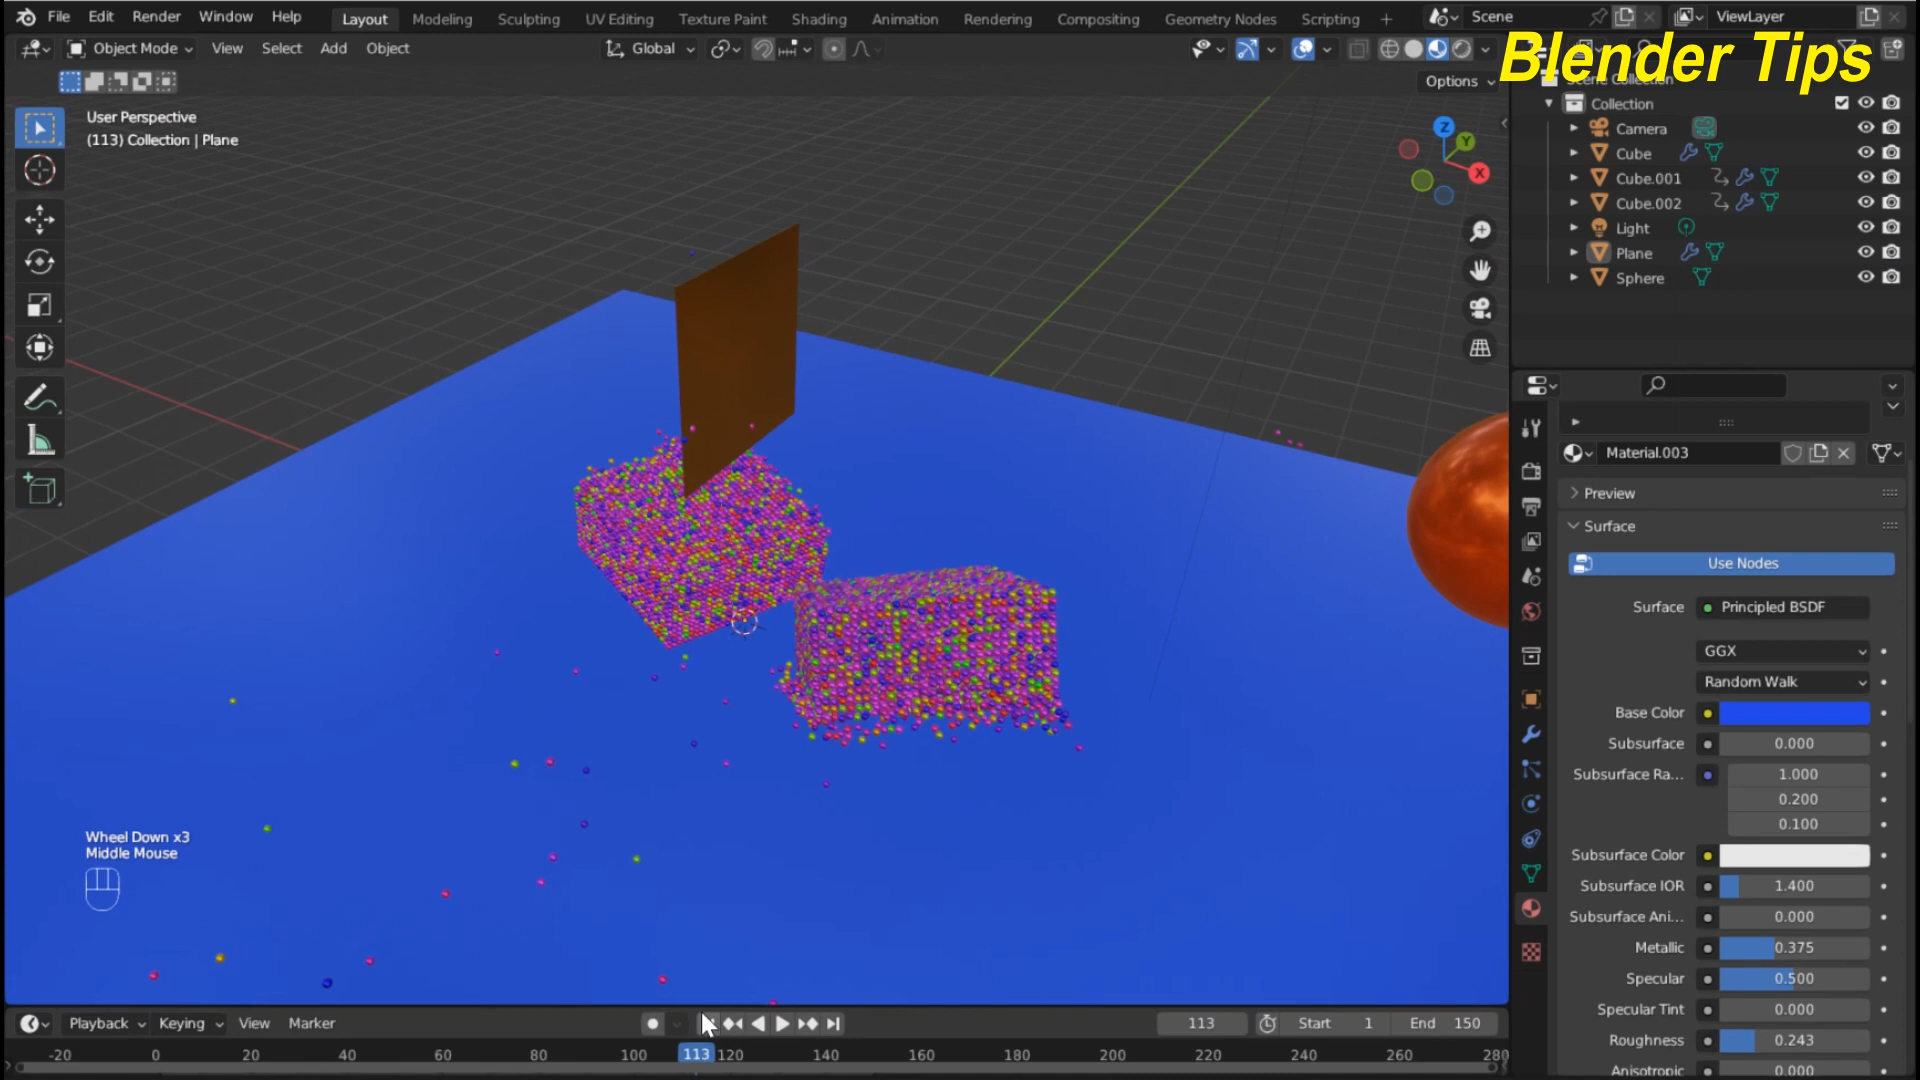 File Edit Render Window Help Layout Modeling Sculpting UV Editing Texture Paint Shading Animation Rendering Compositing Geometry Nodes Scripting + Scene ViewLayer
Object Mode View Select Add Object Global
Blender Tips
Options
Scene Collection
Collection
Camera
Cube
Cube.001
Cube.002
Light
Plane
Sphere
User Perspective
(113) Collection | Plane
Z
Y
X
Material.003
Preview
Surface
Use Nodes
Surface Principled BSDF
GGX
Random Walk
Base Color
Subsurface 0.000
Subsurface Ra... 1.000
0.200
0.100
Subsurface Color
Subsurface IOR 1.400
Subsurface Ani... 0.000
Metallic 0.375
Specular 0.500
Specular Tint 0.000
Roughness 0.243
Anisotropic 0.000
Wheel Down x3
Middle Mouse
Playback Keying View Marker 113 Start 1 End 150
-20 0 20 40 60 80 100 113 120 140 160 180 200 220 240 260 280